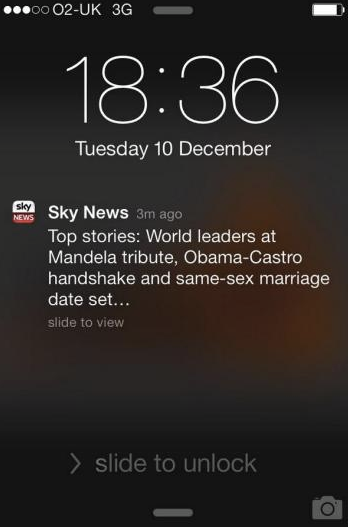 O2-UK 3G
18:36
Tuesday 10 December
sky
NEWS
Sky News 3m ago
Top stories: World leaders at
Mandela tribute, Obama-Castro
handshake and same-sex marriage
date set…
slide to view
slide to unlock